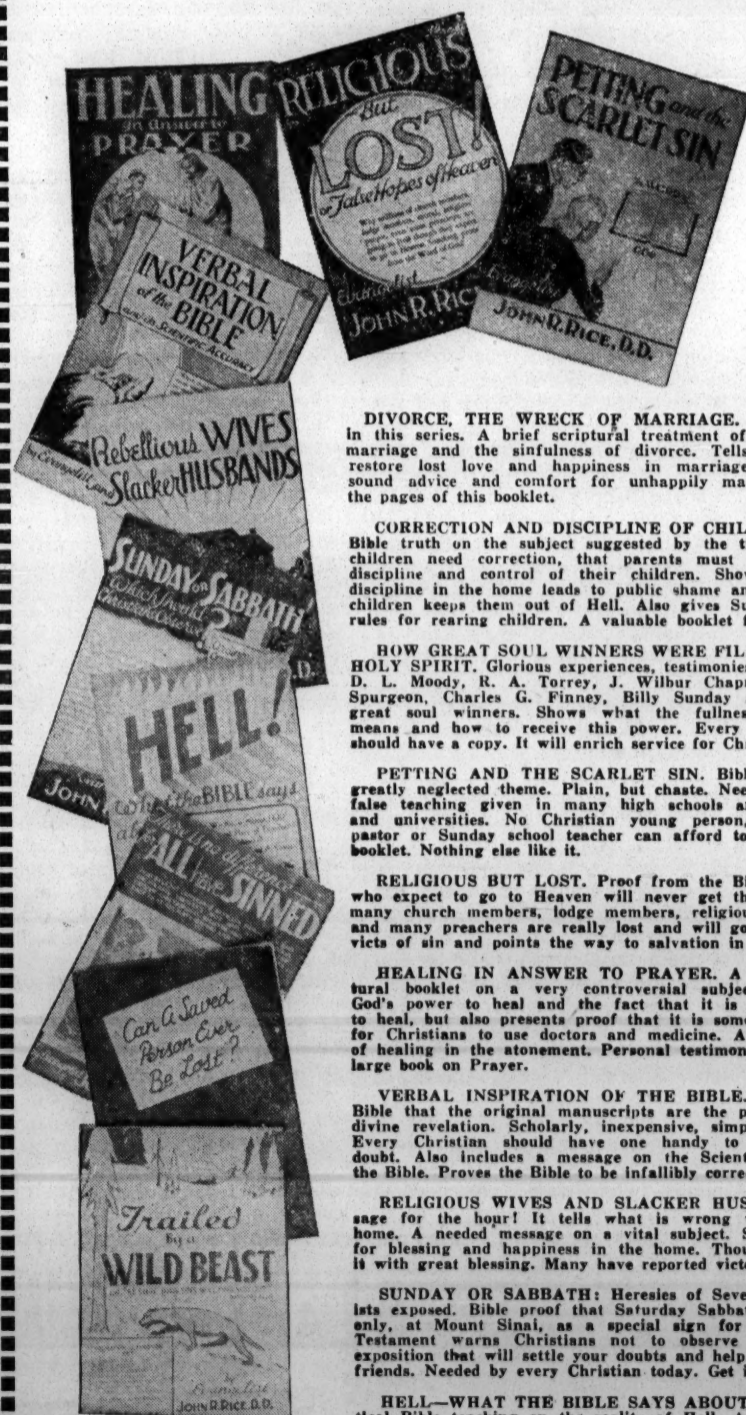 HEALING
In Answer to
PRAYER
RELIGIOUS
But
LOST!
or False Hopes of Heaven
Evangelist
JOHN R. RIC
PETTING and the
SCARLET SIN
JOHN R. RICE, D.D.
VERBAL
INSPIRATION
of the
BIBLE
and its SCIENTIFIC ACCURACY
Rebellious WIVES
and Slacker HUSBANDS
by Evangelist
SUNDAY or SABBATH
Which should
Christians Observe
?
D.D.
JOHN
HELL!
what the BIBLE says
ab
no difference
ALL have SINNED
Can A Saved
Person Ever
Be Lost?
Trailed
by a
WILD BEAST
by
Evangelist
JOHN R. RICE, D.D.
DIVORCE, THE WRECK OF MARRIAGE.
in this series. A brief scriptural treatment of
marriage and the sinfulness of divorce. Tells
restore lost love and happiness in marriage
sound advice and comfort for unhappily ma
the pages of this booklet.
CORRECTION AND DISCIPLINE OF CHIL
Bible truth on the subject suggested by the t
children need correction, that parents must
discipline and control of their children. Sho
discipline in the home leads to public shame an
children keeps them out of Hell. Also gives Su
rules for rearing children. A valuable booklet f
HOW GREAT SOUL WINNERS WERE FIL
HOLY SPIRIT. Glorious experiences, testimonie
D. L. Moody, R. A. Torrey, J. Wilbur Chap
Spurgeon, Charles G. Finney, Billy Sunday
great soul winners. Shows what the fullnes
means and how to receive this power. Every
should have a copy. It will enrich service for Ch
PETTING AND THE SCARLET SIN. Bibl
greatly neglected theme. Plain, but chaste. Nee
false teaching given in many high schools a
and universities. No Christian young person,
pastor or Sunday school teacher can afford to
booklet. Nothing else like it.
RELIGIOUS BUT LOST. Proof from the B
who expect to go to Heaven will never get th
many church members, lodge members, religiou
and many preachers are really lost and will go
victs of sin and points the way to salvation in
HEALING IN ANSWER TO PRAYER. A
tural booklet on a very controversial subjec
God's power to heal and the fact that it is
to heal, but also presents proof that it is som
for Christians to use doctors and medicine. A
of healing in the atonement. Personal testimon
large book on Prayer.
VERBAL INSPIRATION OF THE BIBLE.
Bible that the original manuscripts are the p
divine revelation. Scholarly, inexpensive, simp
Every Christian should have one handy to
doubt. Also includes a message on the Scient
the Bible. Proves the Bible to be infallibly corre
RELIGIOUS WIVES AND SLACKER HUS
sage for the hour! It tells what is wrong
home. A needed message on a vital subject. S
for blessing and happiness in the home. Thou
it with great blessing. Many have reported vict
SUNDAY OR SABBATH: Heresies of Seve
ists exposed. Bible proof that Saturday Sabbat
only, at Mount Sinai, as a special sign for
Testament warns Christians not to observe
exposition that will settle your doubts and help
friends. Needed by every Christian today. Get i
HELL—WHAT THE BIBLE SAYS ABOUT